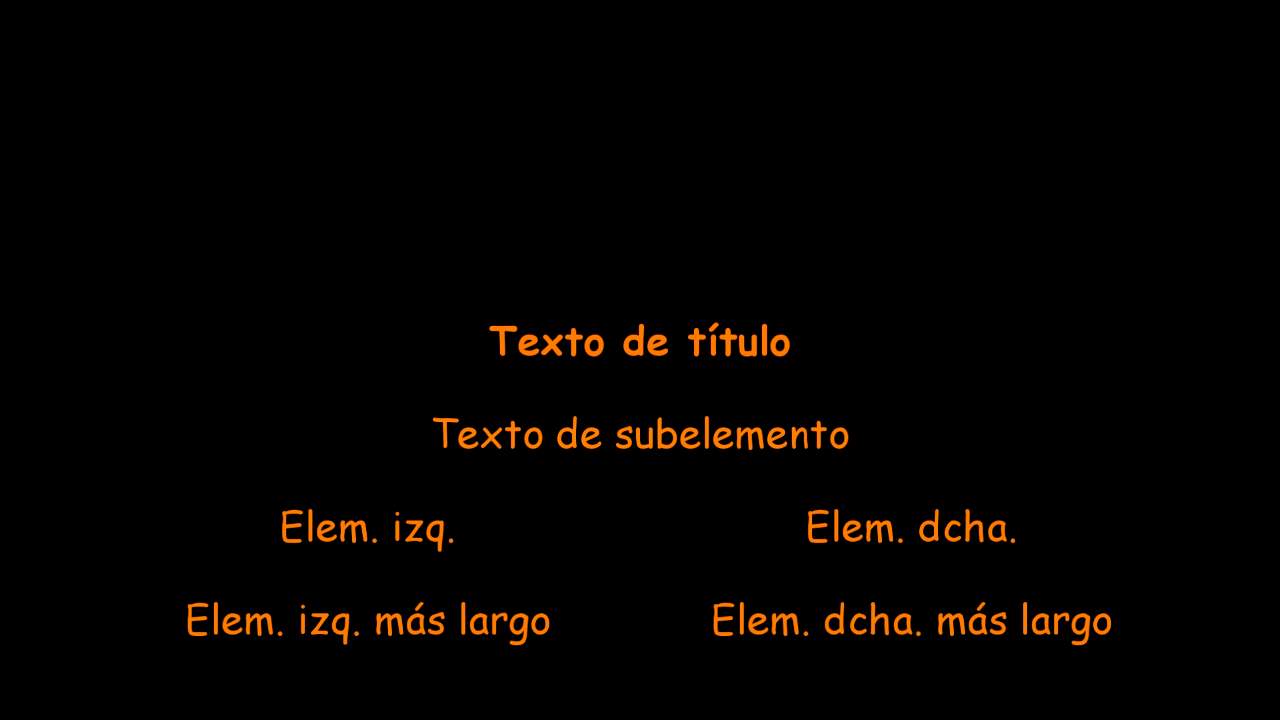 Texto de título
Texto de subelemento
Elem. izq. Elem. dcha.
Elem. izq. más largo Elem. dcha. más largo